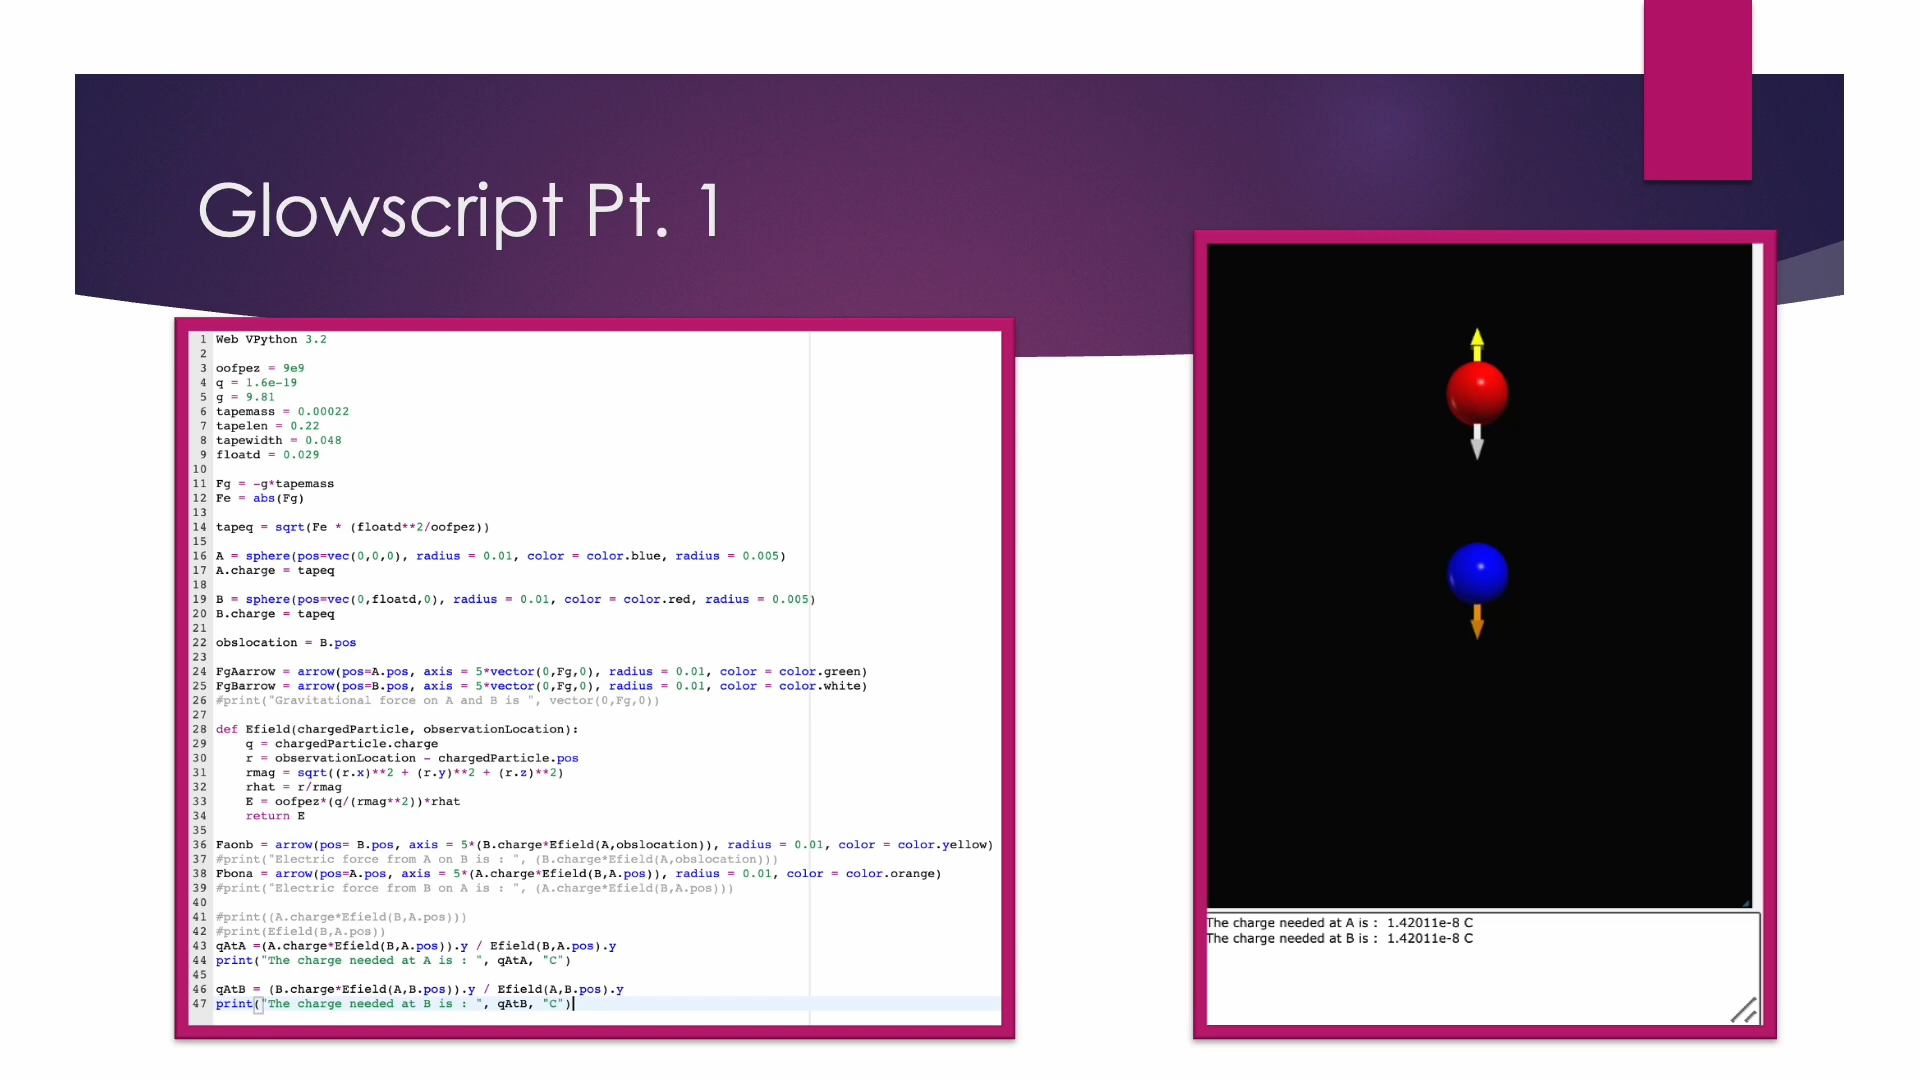 Glowscript Pt. 1
1 Web VPython 3.2
2
3 oofpez = 9e9
4 q = 1.6e-19
5 g = 9.81
6 tapemass = 0.00022
7 tapelen = 0.22
8 tapewidth = 0.048
9 floatd = 0.029
10
11 Fg = -g*tapemass
12 Fe = abs(Fg)
13
14 tapeq = sqrt(Fe * (floatd**2/oofpez))
15
16 A = sphere(pos=vec(0,0,0), radius = 0.01, color = color.blue, radius = 0.005)
17 A.charge = tapeq
18
19 B = sphere(pos=vec(0,floatd,0), radius = 0.01, color = color.red, radius = 0.005)
20 B.charge = tapeq
21
22 obslocation = B.pos
23
24 FgAarrow = arrow(pos=A.pos, axis = 5*vector(0,Fg,0), radius = 0.01, color = color.green)
25 FgBarrow = arrow(pos=B.pos, axis = 5*vector(0,Fg,0), radius = 0.01, color = color.white)
26 #print("Gravitational force on A and B is ", vector(0,Fg,0))
27
28 def Efield(chargedParticle, observationLocation):
29     q = chargedParticle.charge
30     r = observationLocation - chargedParticle.pos
31     rmag = sqrt((r.x)**2 + (r.y)**2 + (r.z)**2)
32     rhat = r/rmag
33     E = oofpez*(q/(rmag**2))*rhat
34     return E
35
36 Faonb = arrow(pos= B.pos, axis = 5*(B.charge*Efield(A,obslocation)), radius = 0.01, color = color.yellow)
37 #print("Electric force from A on B is : ", (B.charge*Efield(A,obslocation)))
38 Fbona = arrow(pos=A.pos, axis = 5*(A.charge*Efield(B,A.pos)), radius = 0.01, color = color.orange)
39 #print("Electric force from B on A is : ", (A.charge*Efield(B,A.pos)))
40
41 #print((A.charge*Efield(B,A.pos)))
42 #print(Efield(B,A.pos))
43 qAtA =(A.charge*Efield(B,A.pos)).y / Efield(B,A.pos).y
44 print("The charge needed at A is : ", qAtA, "C")
45
46 qAtB = (B.charge*Efield(A,B.pos)).y / Efield(A,B.pos).y
47 print("The charge needed at B is : ", qAtB, "C")
The charge needed at A is :  1.42011e-8 C
The charge needed at B is :  1.42011e-8 C